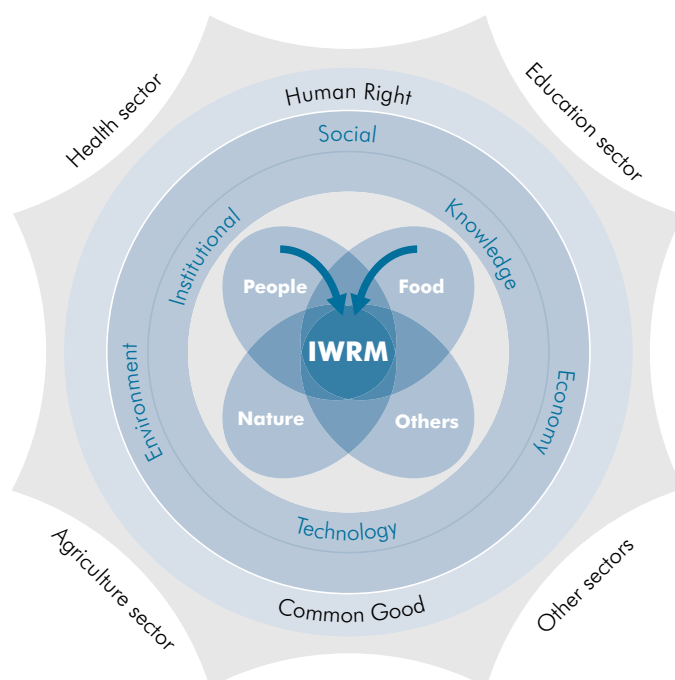 Health sector
Education sector
Human Right
Social
Institutional
Knowledge
People
Food
IWRM
Environment
Economy
Nature
Others
Technology
Agriculture sector
Other sectors
Common Good